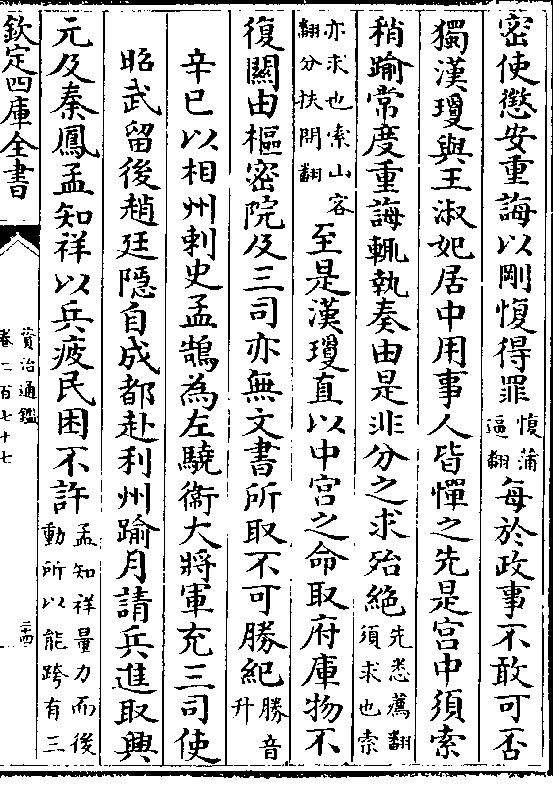 密使懲安重誨以剛愎得罪愎蒲逼翻每於政事不敢可否
獨漢瓊與王淑妃居中用事人皆憚之先是宮中須索
稍踰常度重誨輒執奏由是非分之求殆絶先悉薦翻須求也索
亦求也索山客翻分扶問翻至是漢瓊直以中宮之命取府庫物不
復關由樞密院及三司亦無文書所取不可勝紀勝音升
辛已以相州刺史孟鵠為左驍衞大將軍充三司使
昭武留後趙廷隱自成都赴利州踰月請兵進取興
元及秦鳳孟知祥以兵疲民困不許孟知祥量力而後動所以能跨有三
欽定四庫全書
資治通鑑
卷二百七十七
二十四